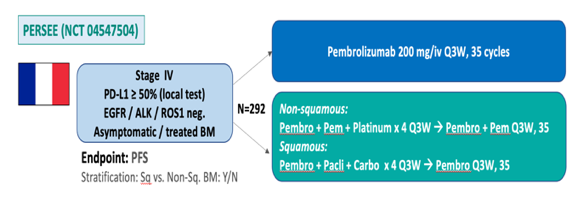 PERSEE (NCT 04547504)
Stage IV
PD-L1 ≥ 50% (local test)
EGFR / ALK / ROS1 neg.
Asymptomatic / treated BM
Endpoint: PFS
Stratification: Sq vs. Non-Sq. BM: Y/N
N=292
Pembrolizumab 200 mg/iv Q3W, 35 cycles
Non-squamous:
Pembro + Pem + Platinum x 4 Q3W → Pembro + Pem Q3W, 35
Squamous:
Pembro + Pacli + Carbo x 4 Q3W → Pembro Q3W, 35